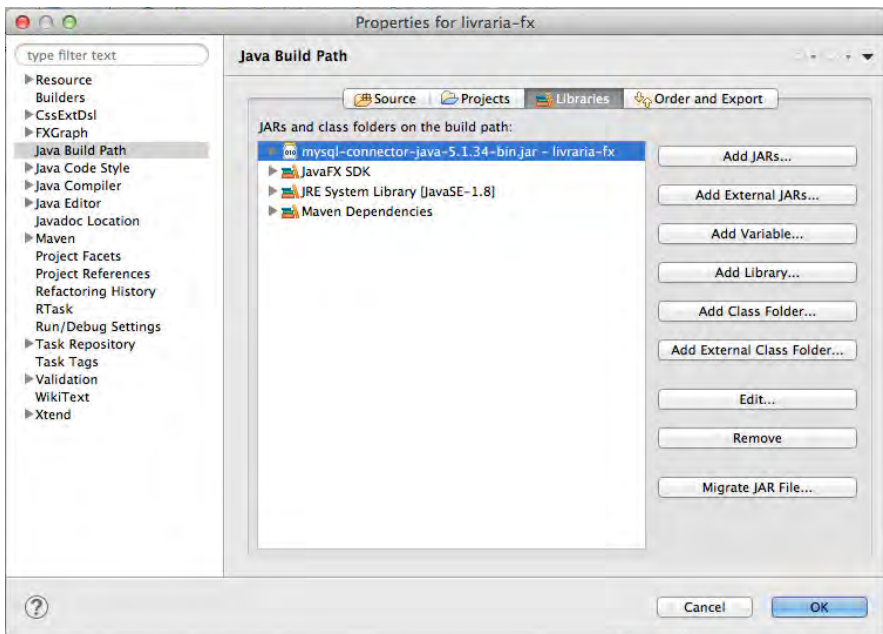 Properties for livraria-fx
type filter text
Resource
Builders
CssExtDsl
FXGraph
Java Build Path
Java Code Style
Java Compiler
Java Editor
Javadoc Location
Maven
Project Facets
Project References
Refactoring History
RTask
Run/Debug Settings
Task Repository
Task Tags
Validation
WikiText
Xtend
Java Build Path
Source Projects Libraries Order and Export
JARs and class folders on the build path:
mysql-connector-java-5.1.34-bin.jar - livraria-fx
JavaFX SDK
JRE System Library [JavaSE-1.8]
Maven Dependencies
Add JARs...
Add External JARs...
Add Variable...
Add Library...
Add Class Folder...
Add External Class Folder...
Edit...
Remove
Migrate JAR File...
?
Cancel OK